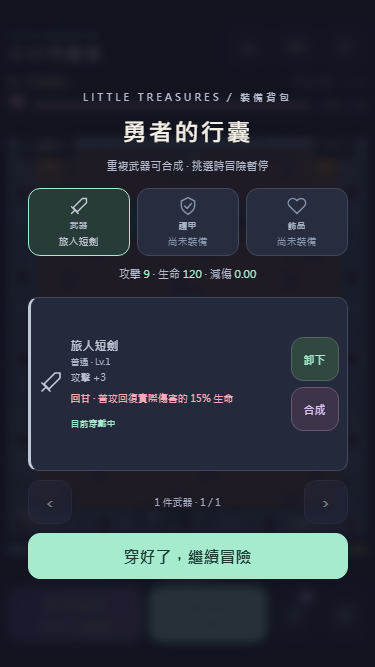 LITTLE TREASURES / 裝備背包
勇者的行囊
重複武器可合成 · 挑選時冒險暫停
武器
旅人短劍
護甲
尚未裝備
飾品
尚未裝備
攻擊 9 · 生命 120 · 減傷 0.00
旅人短劍
普通 · Lv.1
攻擊 +3
回甘 · 普攻回復實際傷害的 15% 生命
目前穿戴中
卸下
合成
‹
1 件武器 · 1 / 1
›
穿好了，繼續冒險